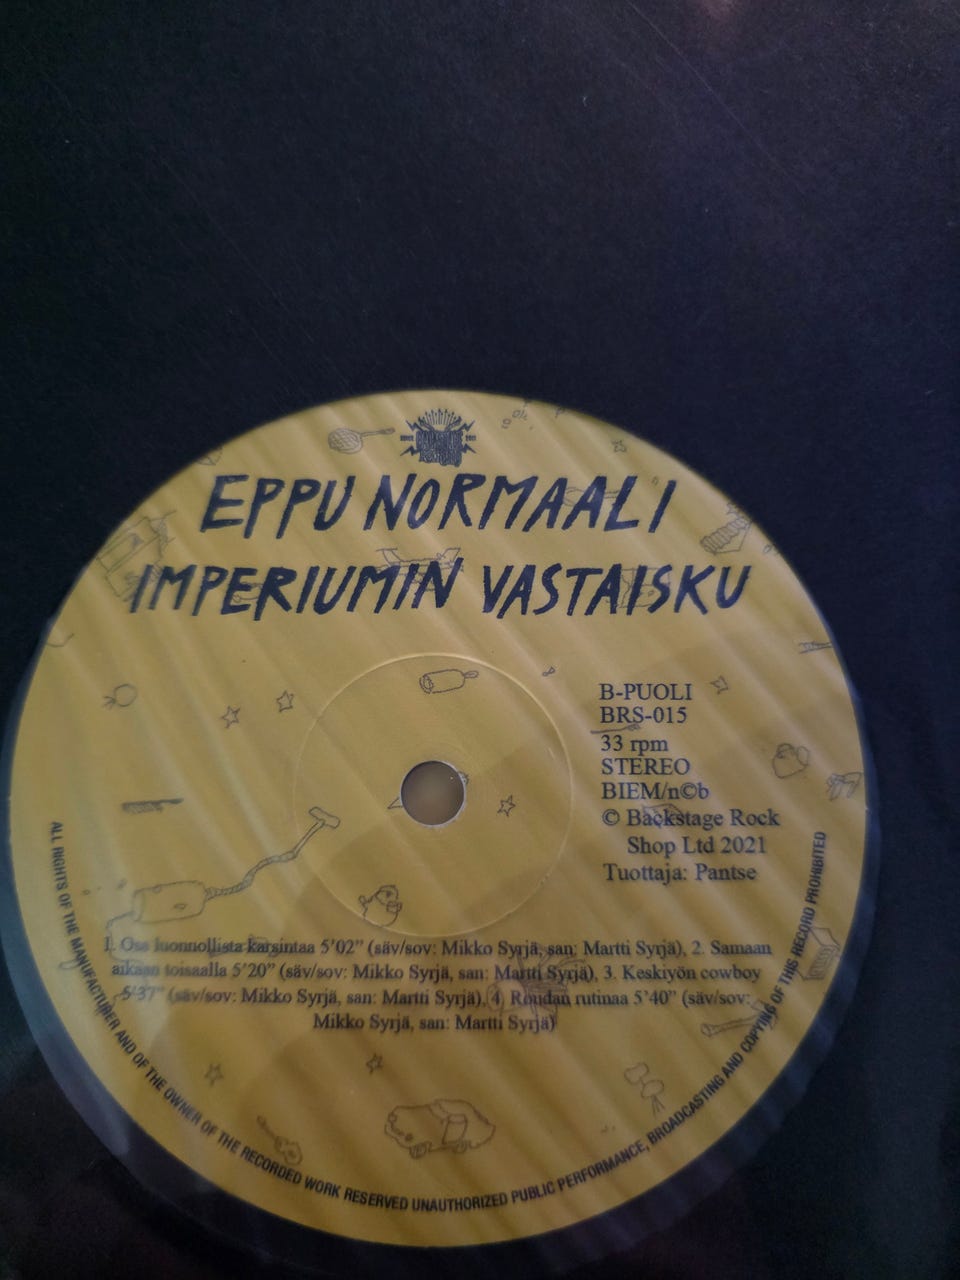 EPPU NORMAALI
IMPERIUMIN VASTAISKU
B-PUOLI
BRS-015
33 rpm
STEREO
BIEM/n©b
© Backstage Rock
Shop Ltd 2021
Tuottaja: Pantse
1. Osa luonnollista karsintaa 5’02” (säv/sov: Mikko Syrjä, san: Martti Syrjä), 2. Samaan
aikaan toisaalla 5’20” (säv/sov: Mikko Syrjä, san: Martti Syrjä), 3. Keskiyön cowboy
5’37” (säv/sov: Mikko Syrjä, san: Martti Syrjä), 4. Roudan rutinaa 5’40” (säv/sov:
Mikko Syrjä, san: Martti Syrjä)
ALL RIGHTS OF THE MANUFACTURER AND OF THE OWNER OF THE RECORDED WORK RESERVED UNAUTHORIZED PUBLIC PERFORMANCE, BROADCASTING AND COPYING OF THIS RECORD PROHIBITED